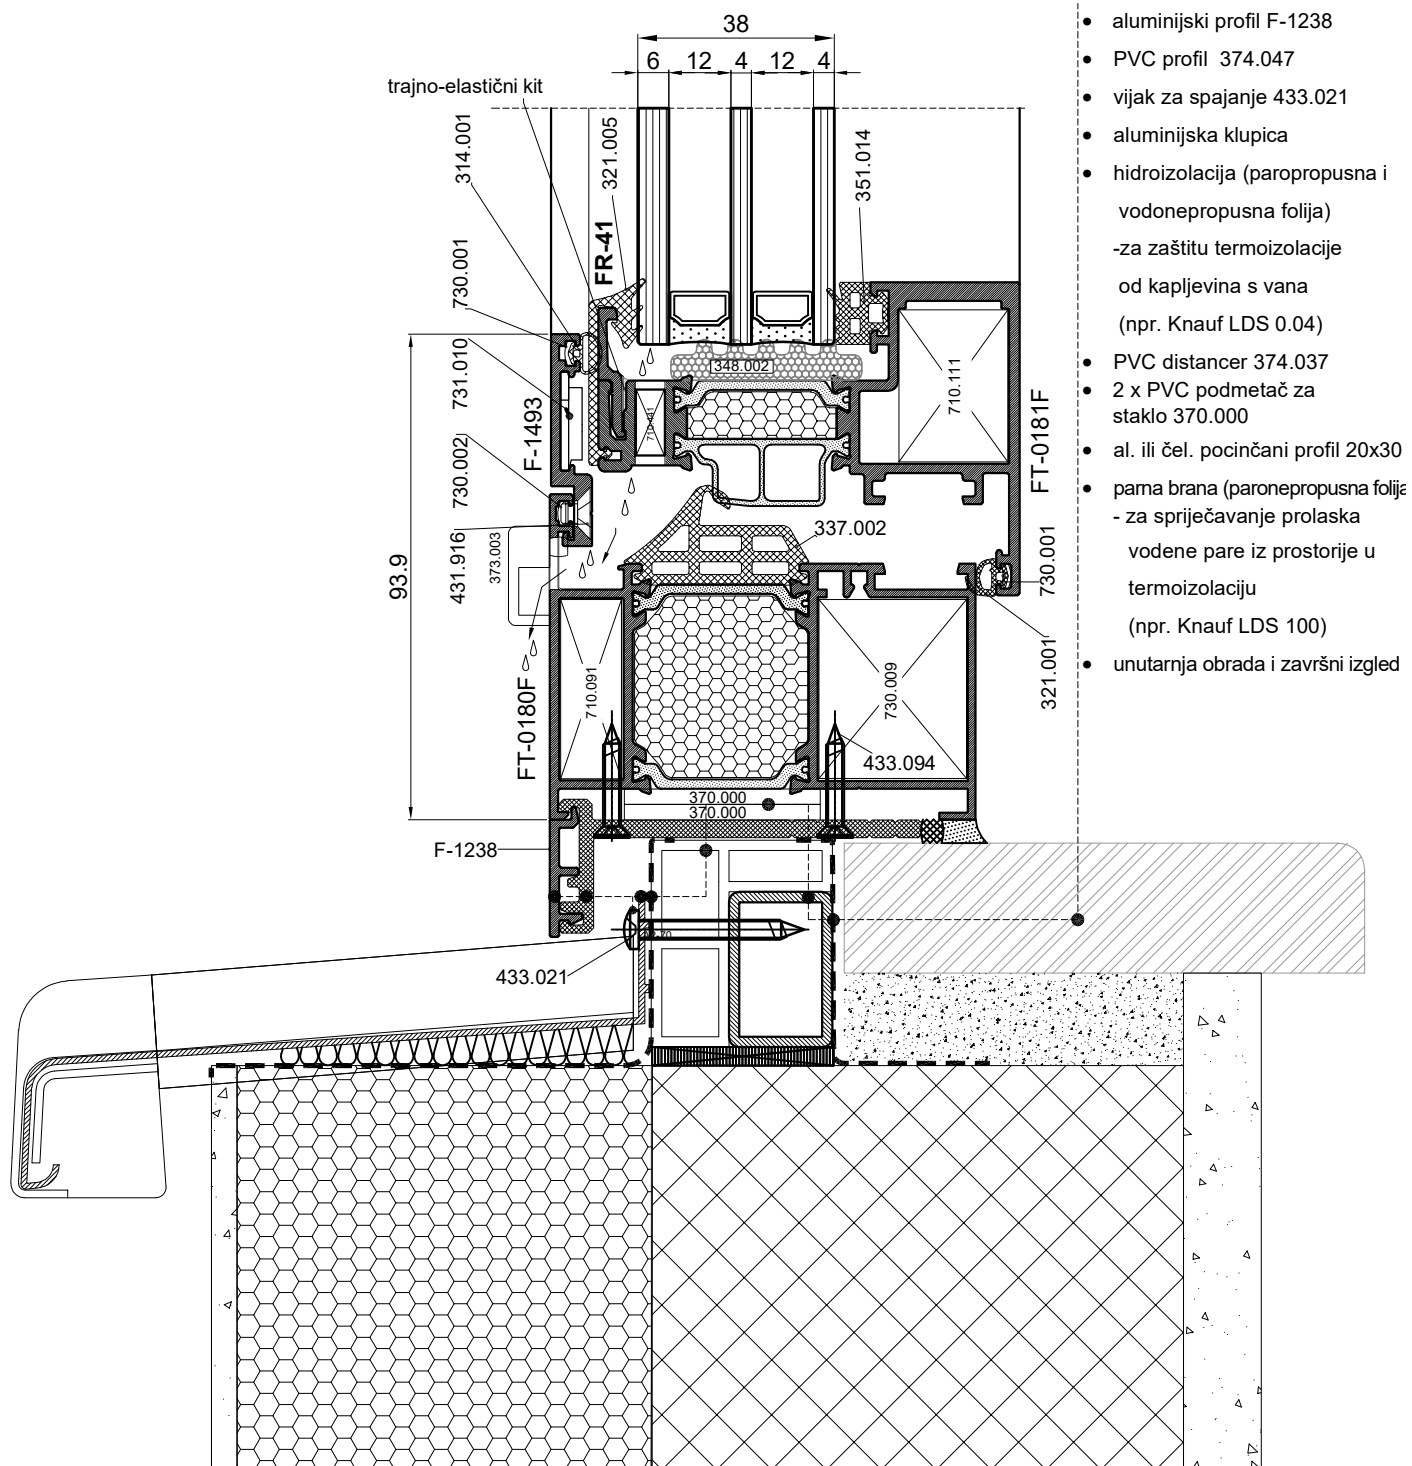 38
6 12 4 12 4
trajno-elastični kit
314.001
321.005
351.014
FR-41
730.001
731.010
F-1493
730.002
431.916
373.003
93.9
348.002
710.111
FT-0181F
337.002
730.001
321.001
FT-0180F
710.091
730.009
433.094
370.000
370.000
F-1238
433.021
• aluminijski profil F-1238
• PVC profil 374.047
• vijak za spajanje 433.021
• aluminijska klupica
• hidroizolacija (paropropusna i
vodonepropusna folija)
-za zaštitu termoizolacije
od kapljevina s vana
(npr. Knauf LDS 0.04)
• PVC distancer 374.037
• 2 x PVC podmetač za
staklo 370.000
• al. ili čel. pocinčani profil 20x30
• parna brana (paronepropusna folija
- za spriječavanje prolaska
vodene pare iz prostorije u
termoizolaciju
(npr. Knauf LDS 100)
• unutarnja obrada i završni izgled